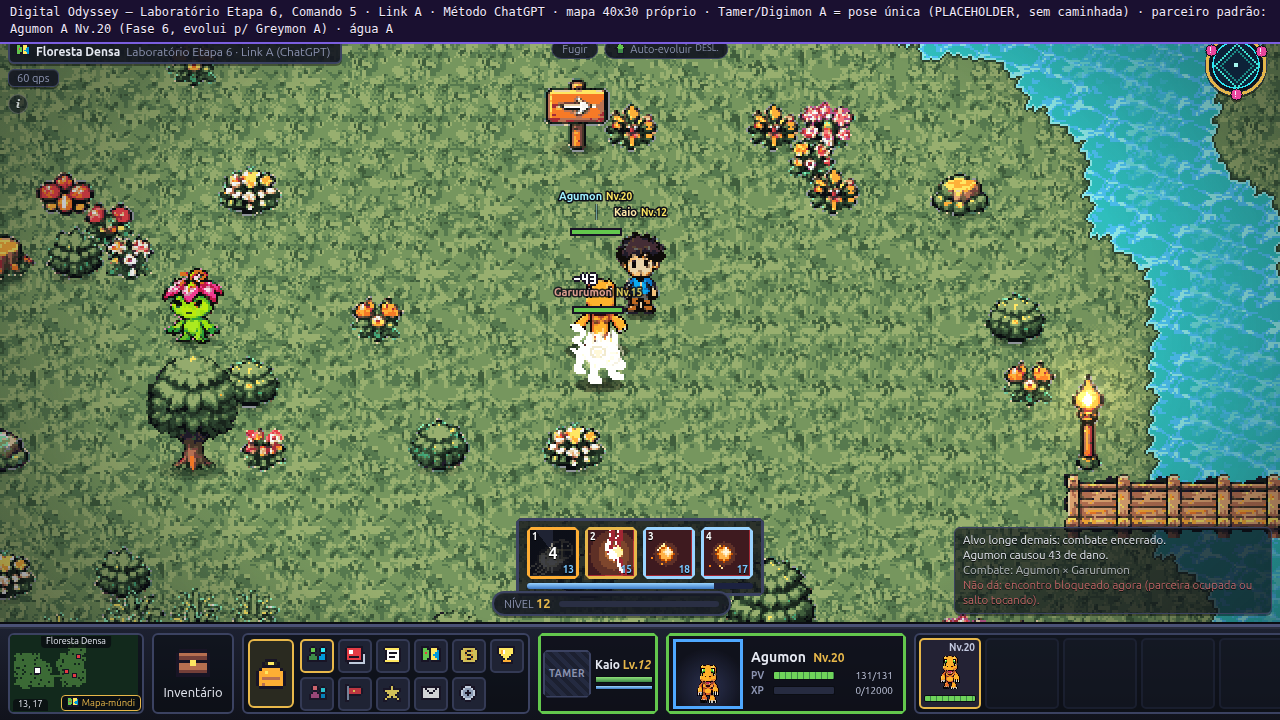 Digital Odyssey — Laboratório Etapa 6, Comando 5 · Link A · Método ChatGPT · mapa 40x30 próprio · Tamer/Digimon A = pose única (PLACEHOLDER, sem caminhada) · parceiro padrão:
Agumon A Nv.20 (Fase 6, evolui p/ Greymon A) · água A
Floresta Densa Laboratório Etapa 6 · Link A (ChatGPT)
Fugir
Auto-evoluir DESL.
60 qps
i
Agumon Nv.20
Kaio Nv.12
-43
Garurumon Nv.15
1 4 13
2 15
3 18
4 17
NÍVEL 12
Alvo longe demais: combate encerrado.
Agumon causou 43 de dano.
Combate: Agumon × Garurumon
Não dá: encontro bloqueado agora (parceira ocupada ou
salto tocando).
Floresta Densa
13, 17
Mapa-múndi
Inventário
TAMER
Kaio Lv.12
Agumon Nv.20
PV 131/131
XP 0/12000
Nv.20